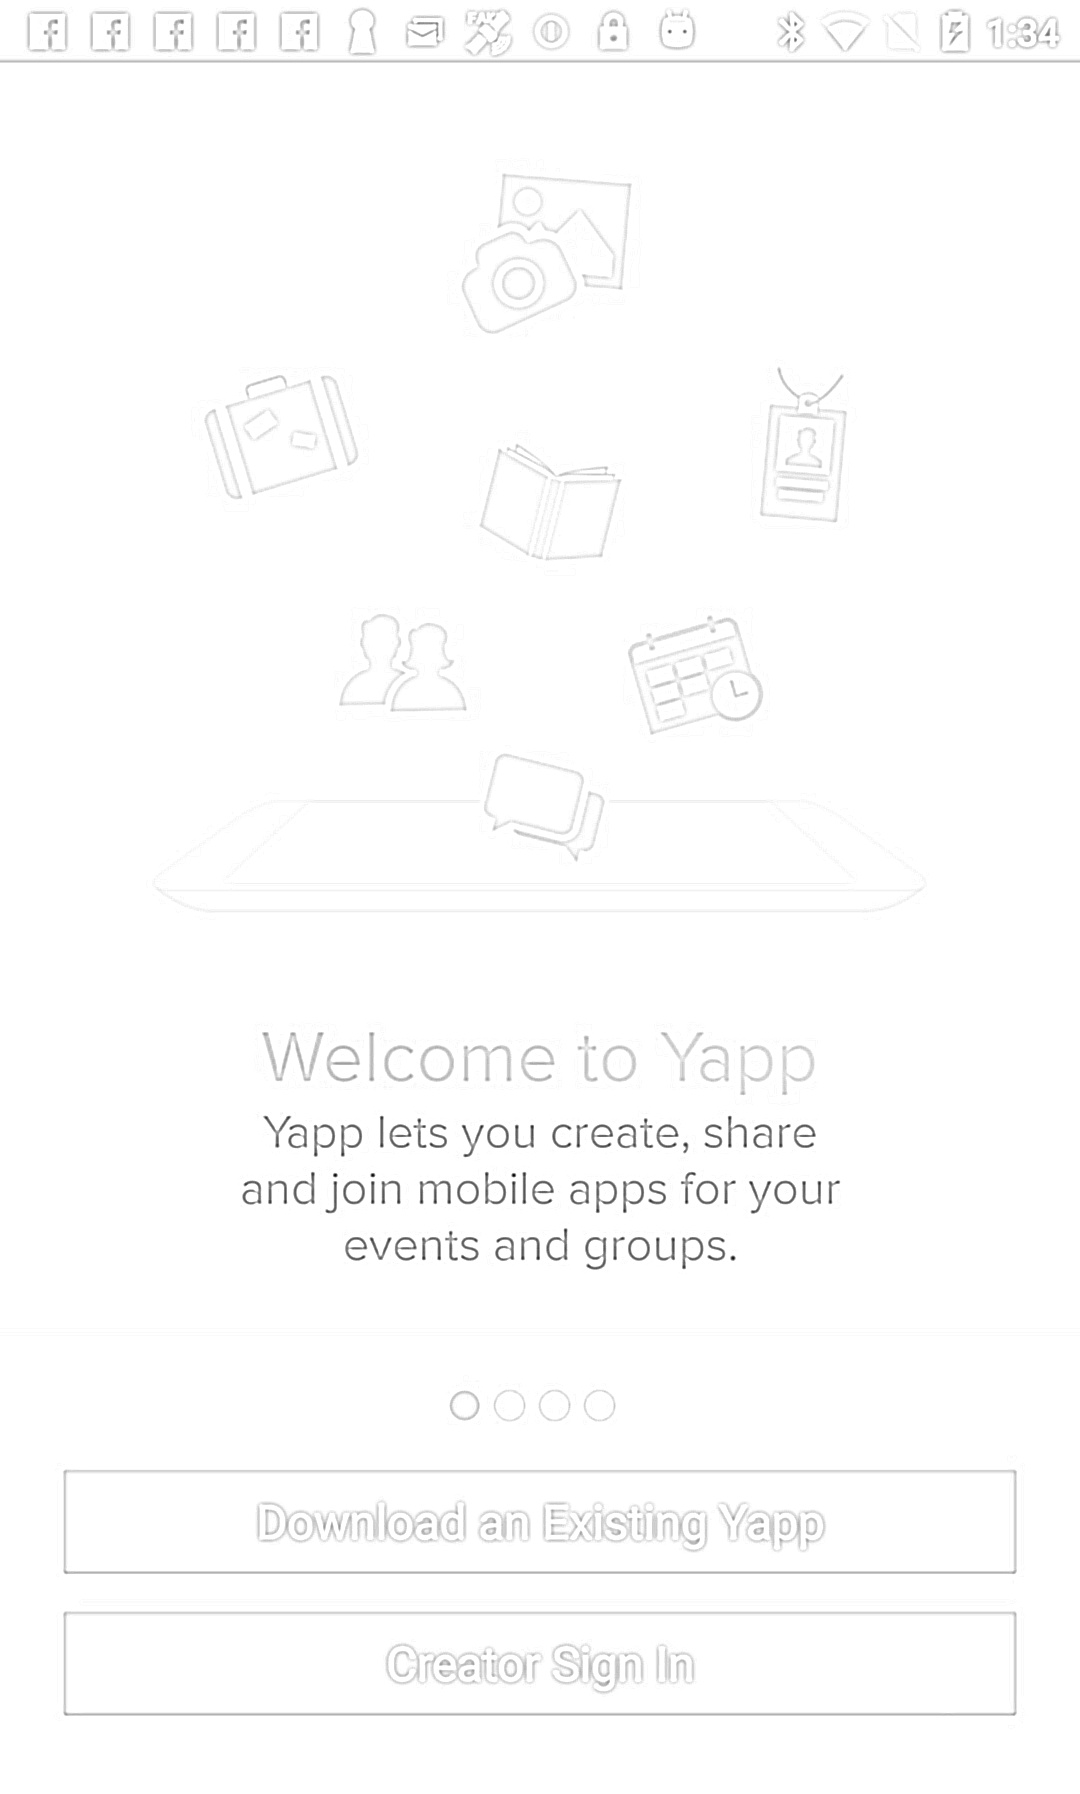 1:34
Welcome to Yapp
Yapp lets you create, share
and join mobile apps for your
events and groups.
Download an Existing Yapp
Creator Sign In